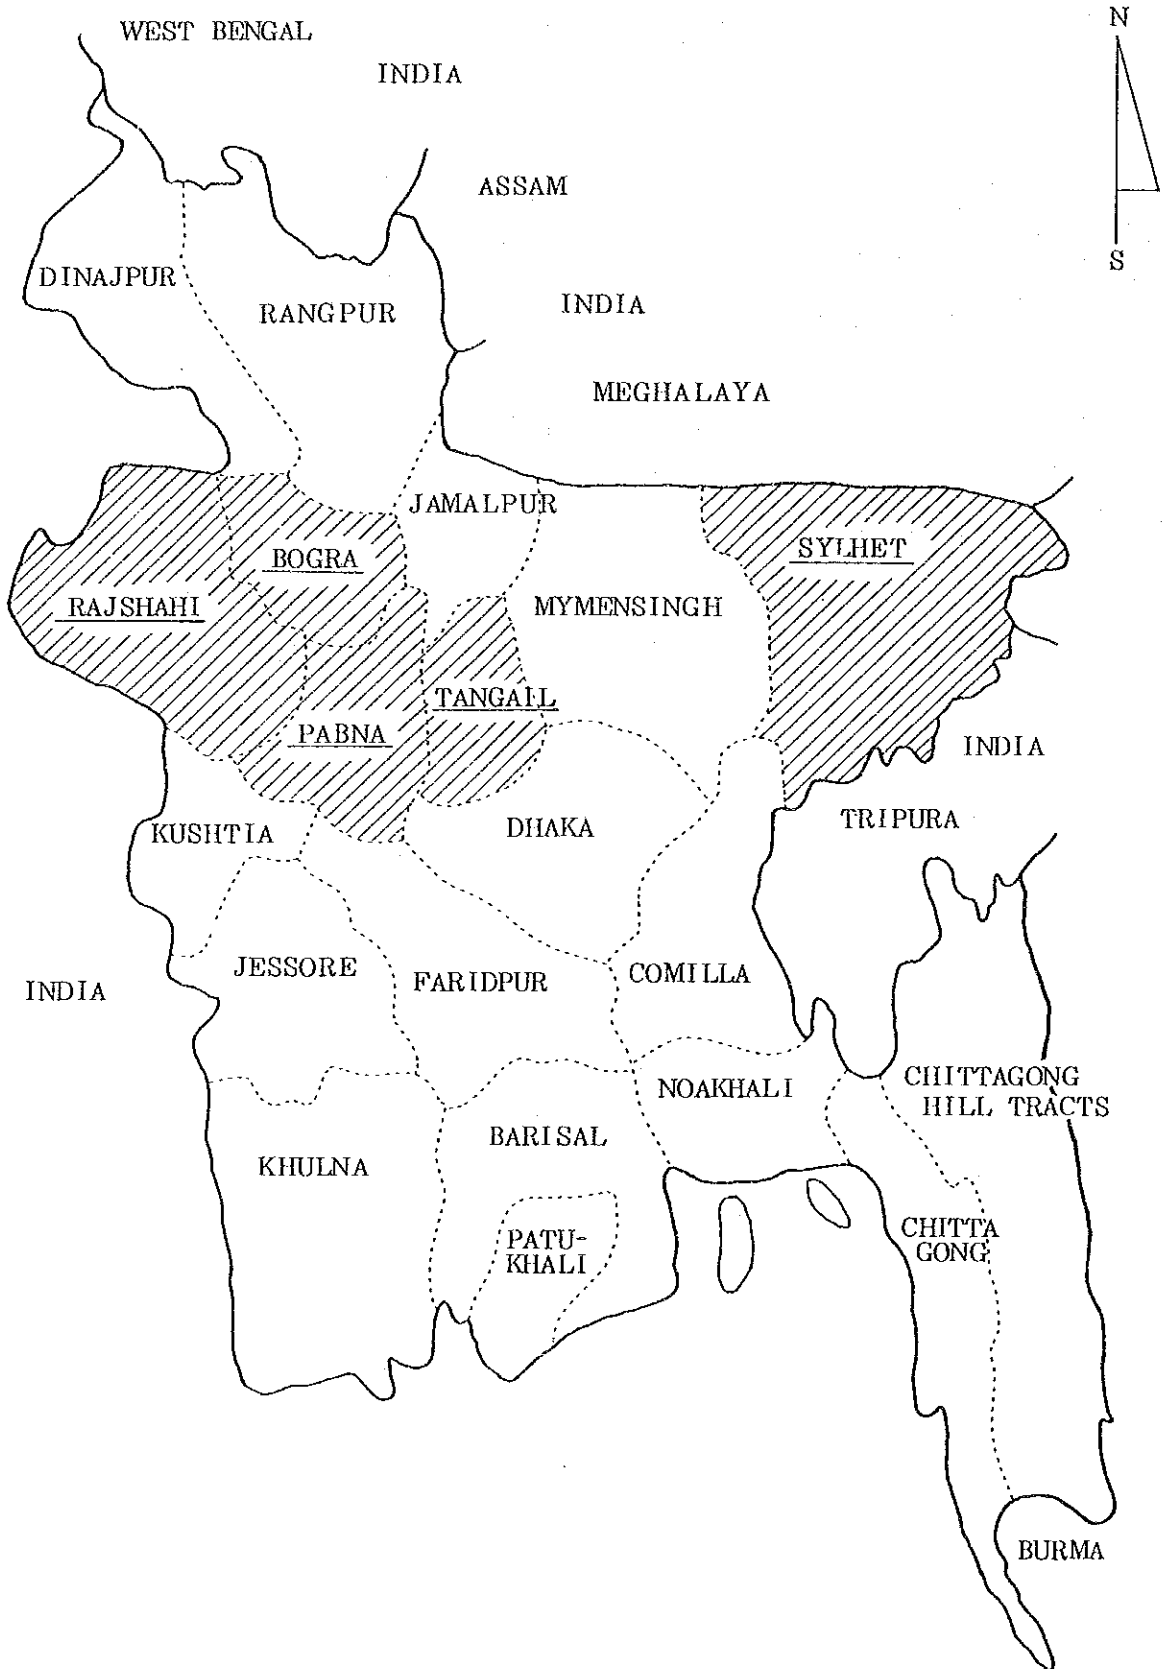 WEST BENGAL
N
INDIA
ASSAM
S
DINAJPUR
RANGPUR
INDIA
MEGHALAYA
JAMALPUR
BOGRA
SYLHET
RAJSHAHI
MYMENSINGH
TANGAIL
PABNA
INDIA
KUSHTIA
DHAKA
TRIPURA
JESSORE
FARIDPUR
COMILLA
INDIA
NOAKHALI
CHITTAGONG
HILL TRACTS
BARISAL
KHULNA
PATU-
KHALI
CHITTA
GONG
BURMA